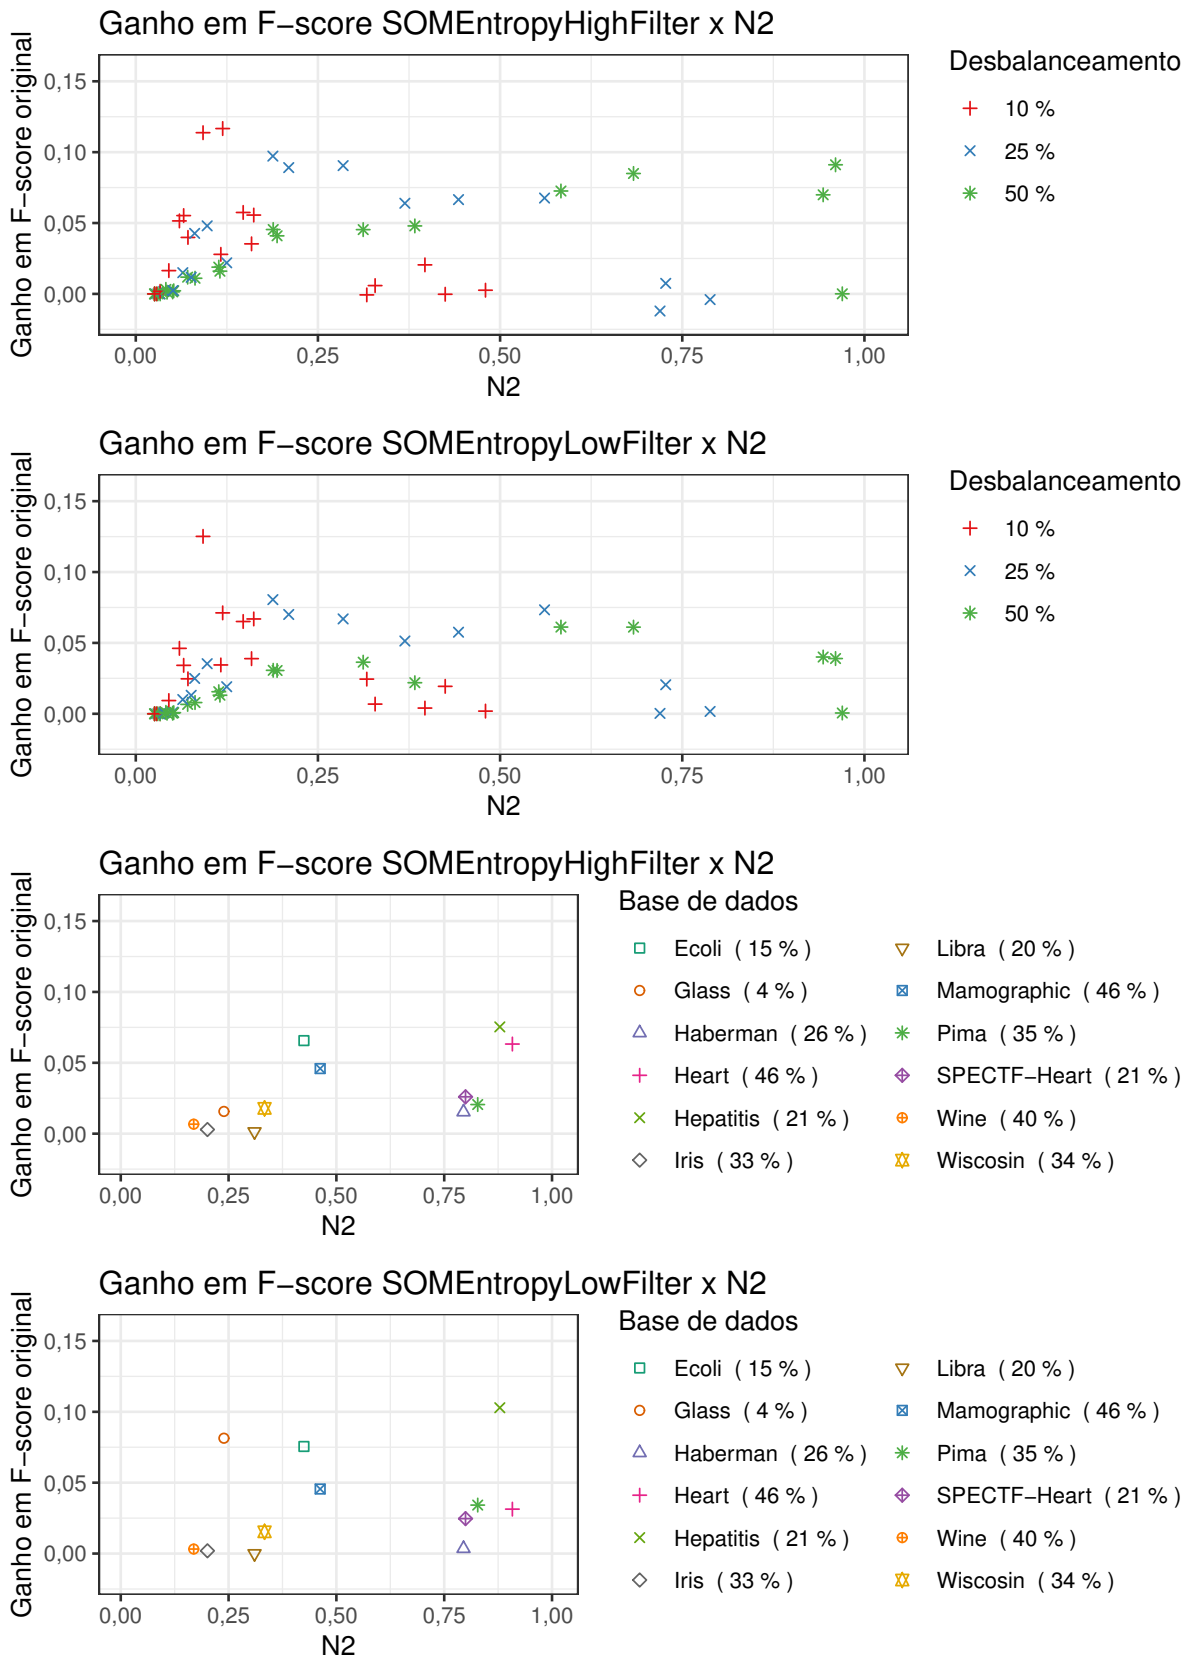 Ganho em F−score SOMEntropyHighFilter x N2
Ganho em F−score original
0,15
0,10
0,05
0,00
0,00 0,25 0,50 0,75 1,00
N2
Desbalanceamento
10 %
25 %
50 %
Ganho em F−score SOMEntropyLowFilter x N2
Ganho em F−score original
0,15
0,10
0,05
0,00
0,00 0,25 0,50 0,75 1,00
N2
Desbalanceamento
10 %
25 %
50 %
Ganho em F−score SOMEntropyHighFilter x N2
Ganho em F−score original
0,15
0,10
0,05
0,00
0,00 0,25 0,50 0,75 1,00
N2
Base de dados
Ecoli ( 15 %)
Glass ( 4 %)
Haberman ( 26 % )
Heart ( 46 %)
Hepatitis ( 21 % )
Iris ( 33 % )
Libra ( 20 % )
Mamographic ( 46 % )
Pima ( 35 % )
SPECTF−Heart ( 21 % )
Wine ( 40 % )
Wiscosin ( 34 % )
Ganho em F−score SOMEntropyLowFilter x N2
Ganho em F−score original
0,15
0,10
0,05
0,00
0,00 0,25 0,50 0,75 1,00
N2
Base de dados
Ecoli ( 15 %)
Glass ( 4 %)
Haberman ( 26 % )
Heart ( 46 %)
Hepatitis ( 21 % )
Iris ( 33 % )
Libra ( 20 % )
Mamographic ( 46 % )
Pima ( 35 % )
SPECTF−Heart ( 21 % )
Wine ( 40 % )
Wiscosin ( 34 % )